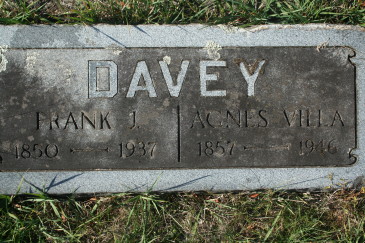 DAVEY
FRANK J. AGNES VILLA
1850 — 1937 1857 — 1946